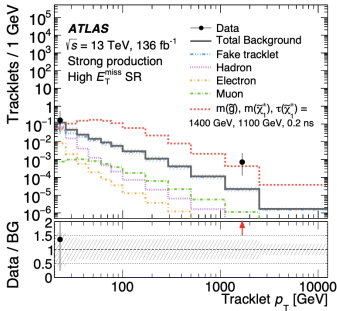 ATLAS
√s = 13 TeV, 136 fb⁻¹
Strong production
High E_T^miss SR
Data
Total Background
Fake tracklet
Hadron
Electron
Muon
m(g̃), m(χ̃₁±), τ(χ̃₁±) =
1400 GeV, 1100 GeV, 0.2 ns
Tracklets / 1 GeV
10⁵
10⁴
10³
10²
10
1
10⁻¹
10⁻²
10⁻³
10⁻⁴
10⁻⁵
10⁻⁶
Data / BG
2
1.5
1
0.5
0
100
1000
10000
Tracklet p_T [GeV]